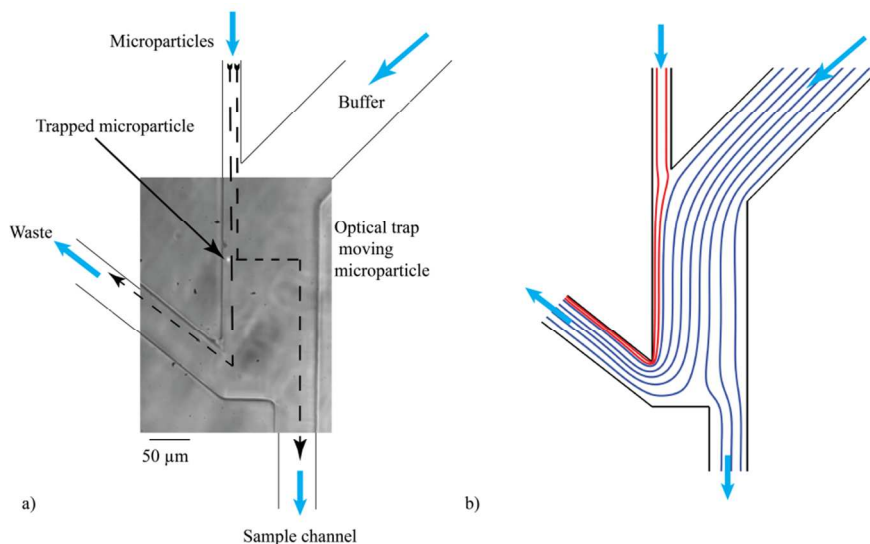 Microparticles
Buffer
Trapped microparticle
Waste
Optical trap
moving
microparticle
50 µm
a)
b)
Sample channel